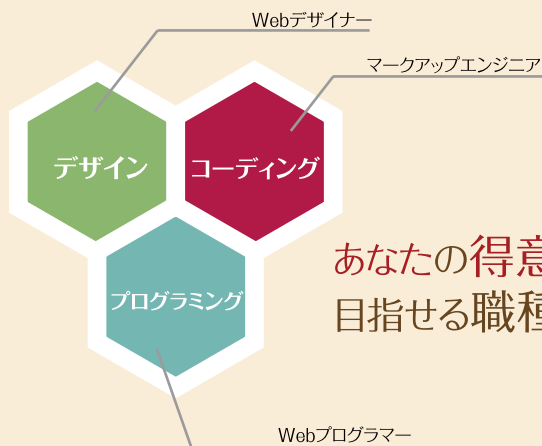 Webデザイナー
マークアップエンジニア
デザイン
コーディング
あなたの得意
プログラミング
目指せる職種
Webプログラマー